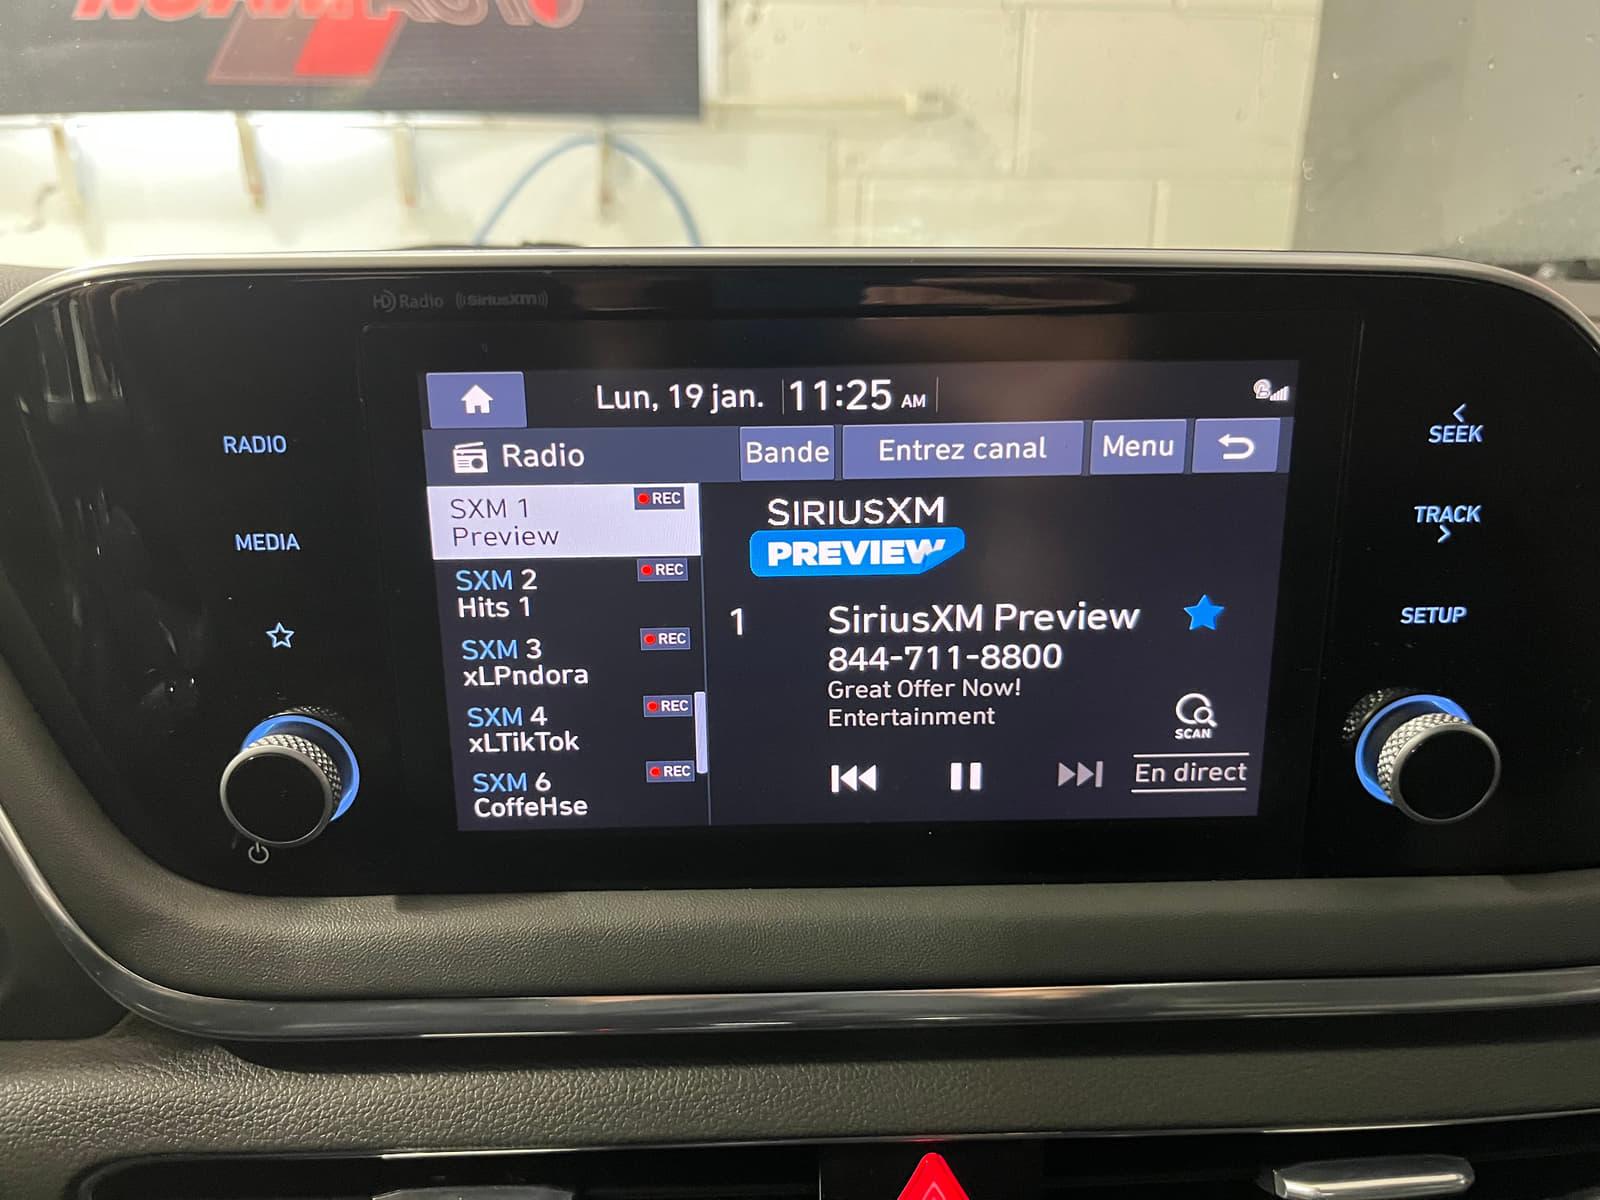 HD Radio ((SiriusXM))
RADIO
MEDIA
Lun, 19 jan. 11:25 AM
Radio
Bande
Entrez canal
Menu
SXM 1 REC
Preview
SXM 2 REC
Hits 1
SXM 3 REC
xLPndora
SXM 4 REC
xLTikTok
SXM 6 REC
CoffeHse
SIRIUSXM
PREVIEW
1
SiriusXM Preview
844-711-8800
Great Offer Now!
Entertainment
SCAN
En direct
SEEK
TRACK
SETUP